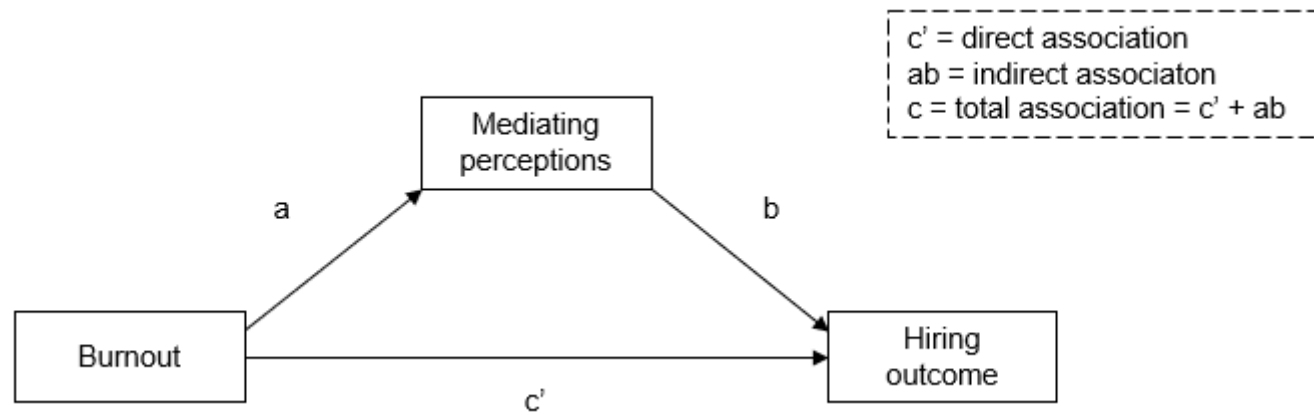 c’ = direct association
ab = indirect associaton
c = total association = c’ + ab
Mediating
perceptions
a
b
Burnout
Hiring
outcome
c’